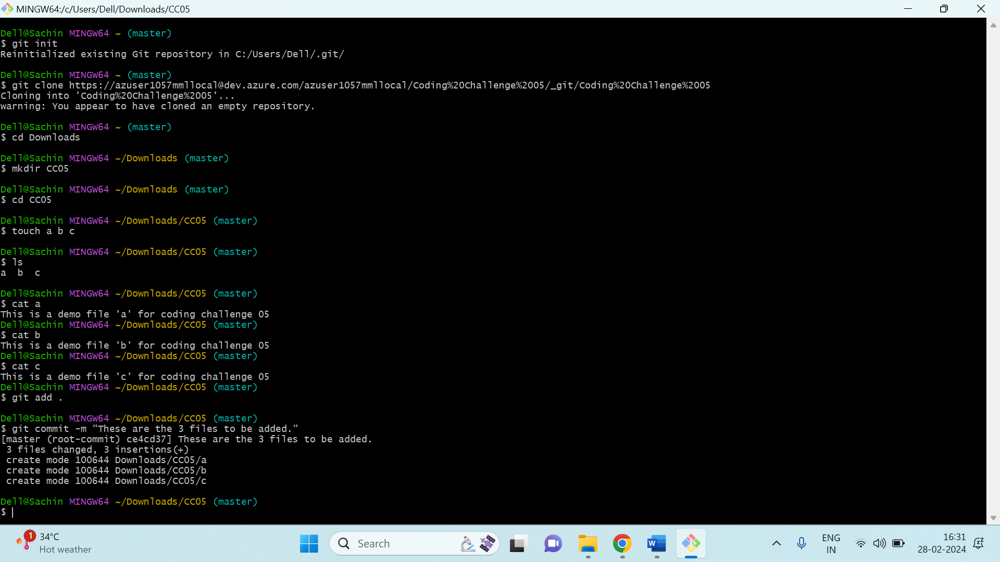 MINGW64:/c/Users/Dell/Downloads/CC05
Dell@Sachin MINGW64 ~ (master)
$ git init
Reinitialized existing Git repository in C:/Users/Dell/.git/
Dell@Sachin MINGW64 ~ (master)
$ git clone https://azuser1057mmllocal@dev.azure.com/azuser1057mmllocal/Coding%20Challenge%2005/_git/Coding%20Challenge%2005
Cloning into 'Coding%20Challenge%2005'...
warning: You appear to have cloned an empty repository.
Dell@Sachin MINGW64 ~ (master)
$ cd Downloads
Dell@Sachin MINGW64 ~/Downloads (master)
$ mkdir CC05
Dell@Sachin MINGW64 ~/Downloads (master)
$ cd CC05
Dell@Sachin MINGW64 ~/Downloads/CC05 (master)
$ touch a b c
Dell@Sachin MINGW64 ~/Downloads/CC05 (master)
$ ls
a  b  c
Dell@Sachin MINGW64 ~/Downloads/CC05 (master)
$ cat a
This is a demo file 'a' for coding challenge 05
Dell@Sachin MINGW64 ~/Downloads/CC05 (master)
$ cat b
This is a demo file 'b' for coding challenge 05
Dell@Sachin MINGW64 ~/Downloads/CC05 (master)
$ cat c
This is a demo file 'c' for coding challenge 05
Dell@Sachin MINGW64 ~/Downloads/CC05 (master)
$ git add .
Dell@Sachin MINGW64 ~/Downloads/CC05 (master)
$ git commit -m "These are the 3 files to be added."
[master (root-commit) ce4cd37] These are the 3 files to be added.
 3 files changed, 3 insertions(+)
 create mode 100644 Downloads/CC05/a
 create mode 100644 Downloads/CC05/b
 create mode 100644 Downloads/CC05/c
Dell@Sachin MINGW64 ~/Downloads/CC05 (master)
$
1
34°C
Hot weather
Search
W
ENG
IN
16:31
28-02-2024